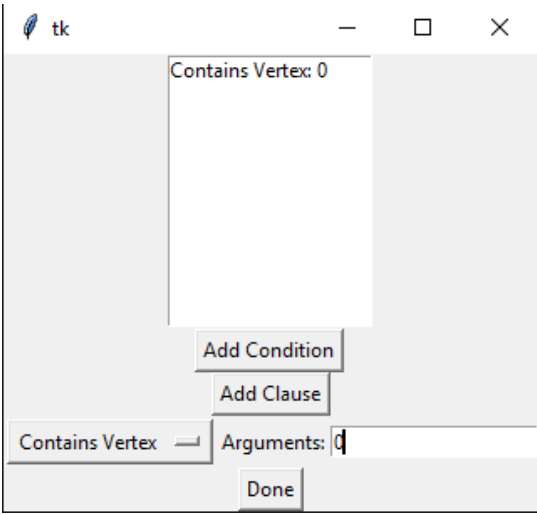 tk
Contains Vertex: 0
Add Condition
Add Clause
Contains Vertex Arguments: 0
Done